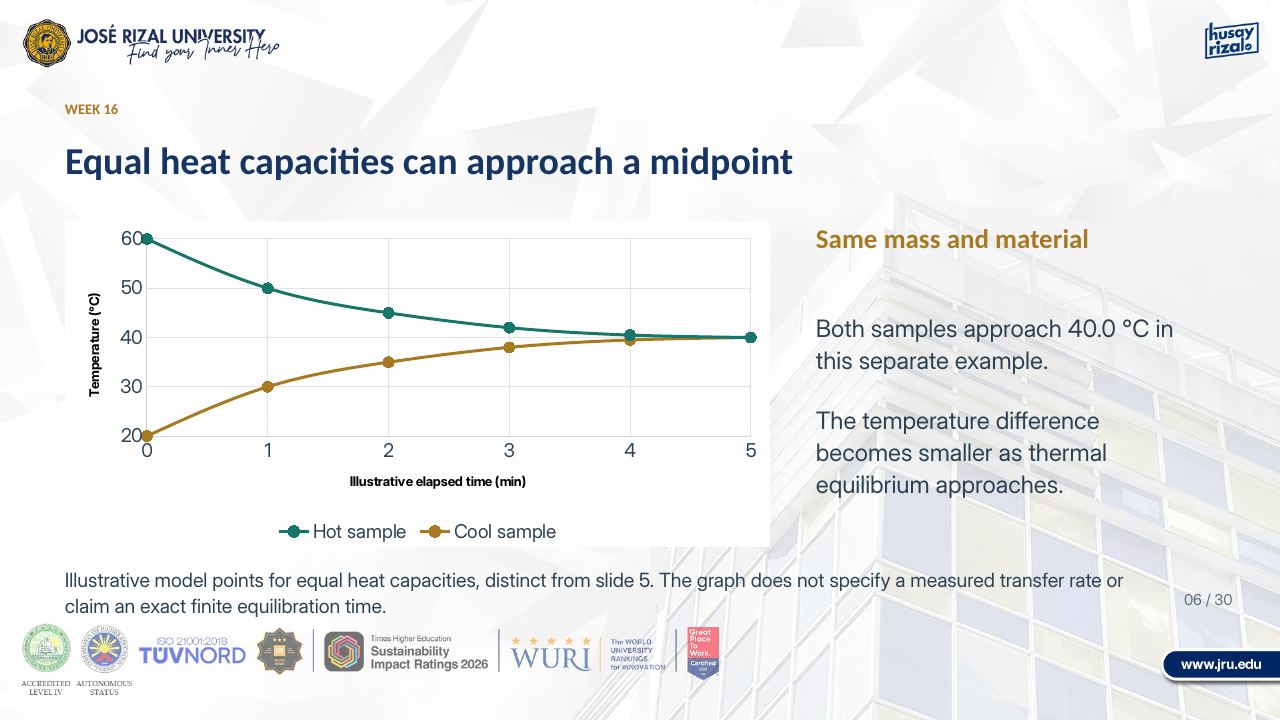 JOSÉ RIZAL UNIVERSITY
Find your Inner Hero
husay
rizal
WEEK 16
Equal heat capacities can approach a midpoint
60
50
40
30
20
0 1 2 3 4 5
Temperature (°C)
Illustrative elapsed time (min)
Hot sample Cool sample
Same mass and material
Both samples approach 40.0 °C in
this separate example.
The temperature difference
becomes smaller as thermal
equilibrium approaches.
Illustrative model points for equal heat capacities, distinct from slide 5. The graph does not specify a measured transfer rate or
claim an exact finite equilibration time.
06 / 30
ACCREDITED
LEVEL IV
AUTONOMOUS
STATUS
ISO 21001:2018
TÜVNORD
Times Higher Education
Sustainability
Impact Ratings 2026
WURI
The WORLD
UNIVERSITY
RANKINGS
for INNOVATION
Great
Place
To
Work.
Certified
www.jru.edu